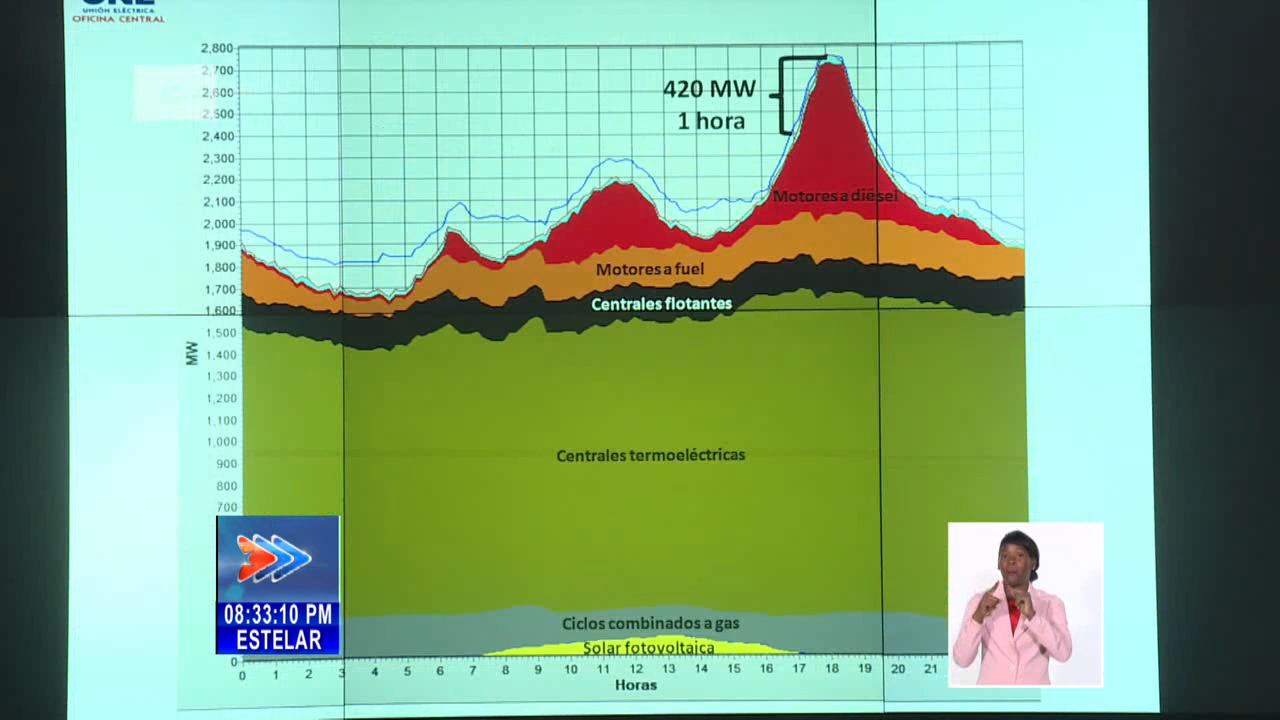 UNE
UNIÓN ELÉCTRICA
OFICINA CENTRAL
2,800
2,700
2,600
2,500
2,400
2,300
2,200
2,100
2,000
1,900
1,800
1,700
1,600
1,500
1,400
1,300
1,200
1,100
1,000
900
800
700
0
MW
420 MW
1 hora
Motores a diésel
Motores a fuel
Centrales flotantes
Centrales termoeléctricas
Ciclos combinados a gas
Solar fotovoltaica
0 1 2 3 4 5 6 7 8 9 10 11 12 13 14 15 16 17 18 19 20 21
Horas
08:33:10 PM
ESTELAR